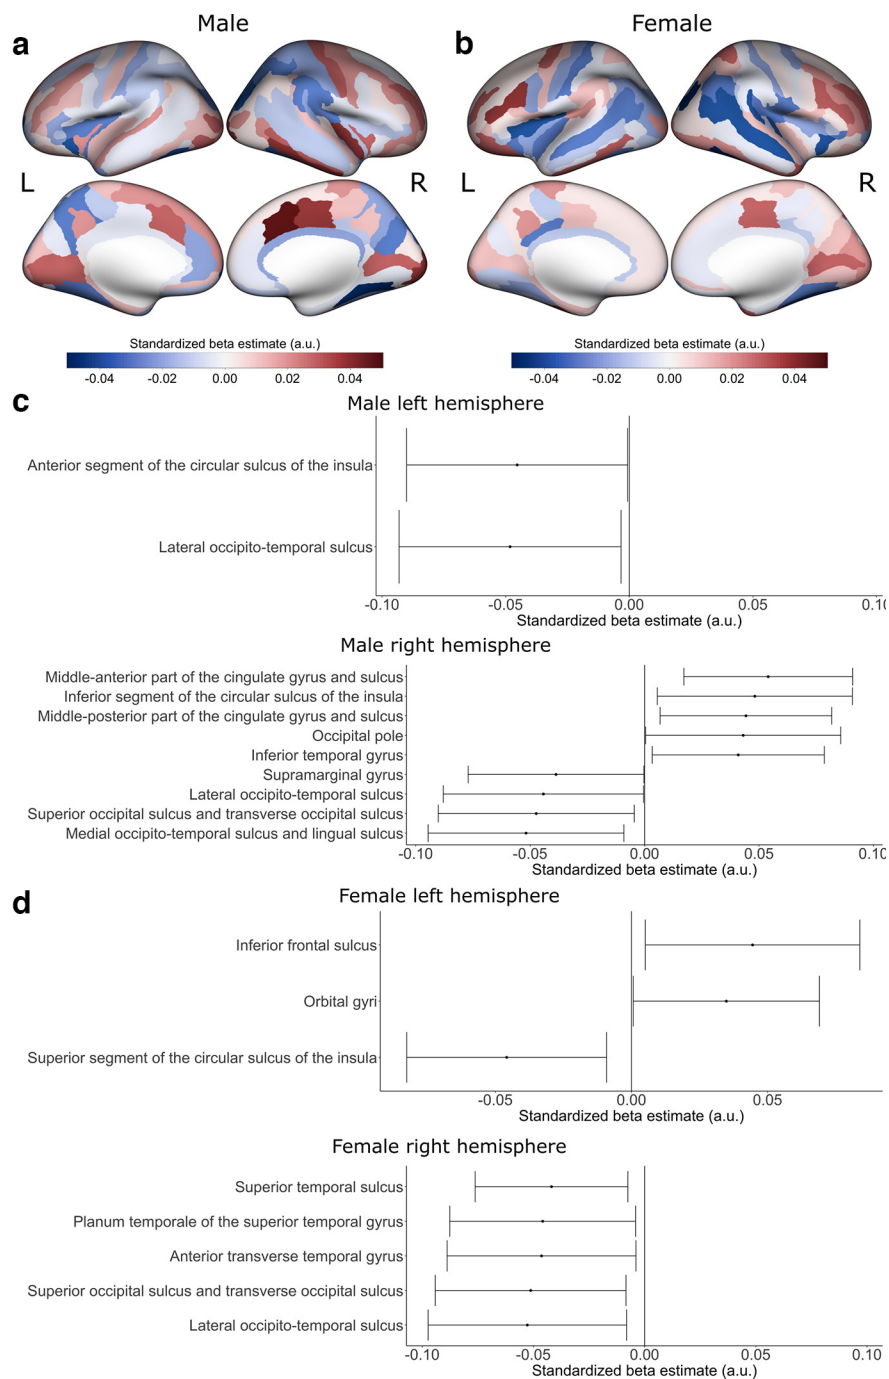 Male
Female
a
b
L
R
L
R
Standardized beta estimate (a.u.)
-0.04 -0.02 0.00 0.02 0.04
Standardized beta estimate (a.u.)
-0.04 -0.02 0.00 0.02 0.04
c
Male left hemisphere
Anterior segment of the circular sulcus of the insula
Lateral occipito-temporal sulcus
-0.10 -0.05 0.00 0.05 0.10
Standardized beta estimate (a.u.)
Male right hemisphere
Middle-anterior part of the cingulate gyrus and sulcus
Inferior segment of the circular sulcus of the insula
Middle-posterior part of the cingulate gyrus and sulcus
Occipital pole
Inferior temporal gyrus
Supramarginal gyrus
Lateral occipito-temporal sulcus
Superior occipital sulcus and transverse occipital sulcus
Medial occipito-temporal sulcus and lingual sulcus
-0.10 -0.05 0.00 0.05 0.10
Standardized beta estimate (a.u.)
d
Female left hemisphere
Inferior frontal sulcus
Orbital gyri
Superior segment of the circular sulcus of the insula
-0.05 0.00 0.05
Standardized beta estimate (a.u.)
Female right hemisphere
Superior temporal sulcus
Planum temporale of the superior temporal gyrus
Anterior transverse temporal gyrus
Superior occipital sulcus and transverse occipital sulcus
Lateral occipito-temporal sulcus
-0.10 -0.05 0.00 0.05 0.10
Standardized beta estimate (a.u.)